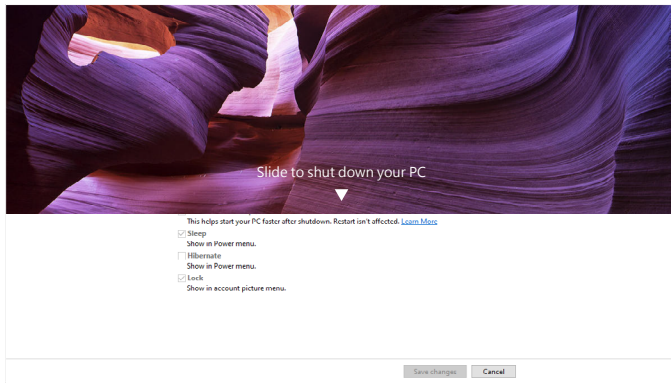 Slide to shut down your PC
This helps start your PC faster after shutdown. Restart isn't affected. Learn More
Sleep
Show in Power menu.
Hibernate
Show in Power menu.
Lock
Show in account picture menu.
Save changes Cancel